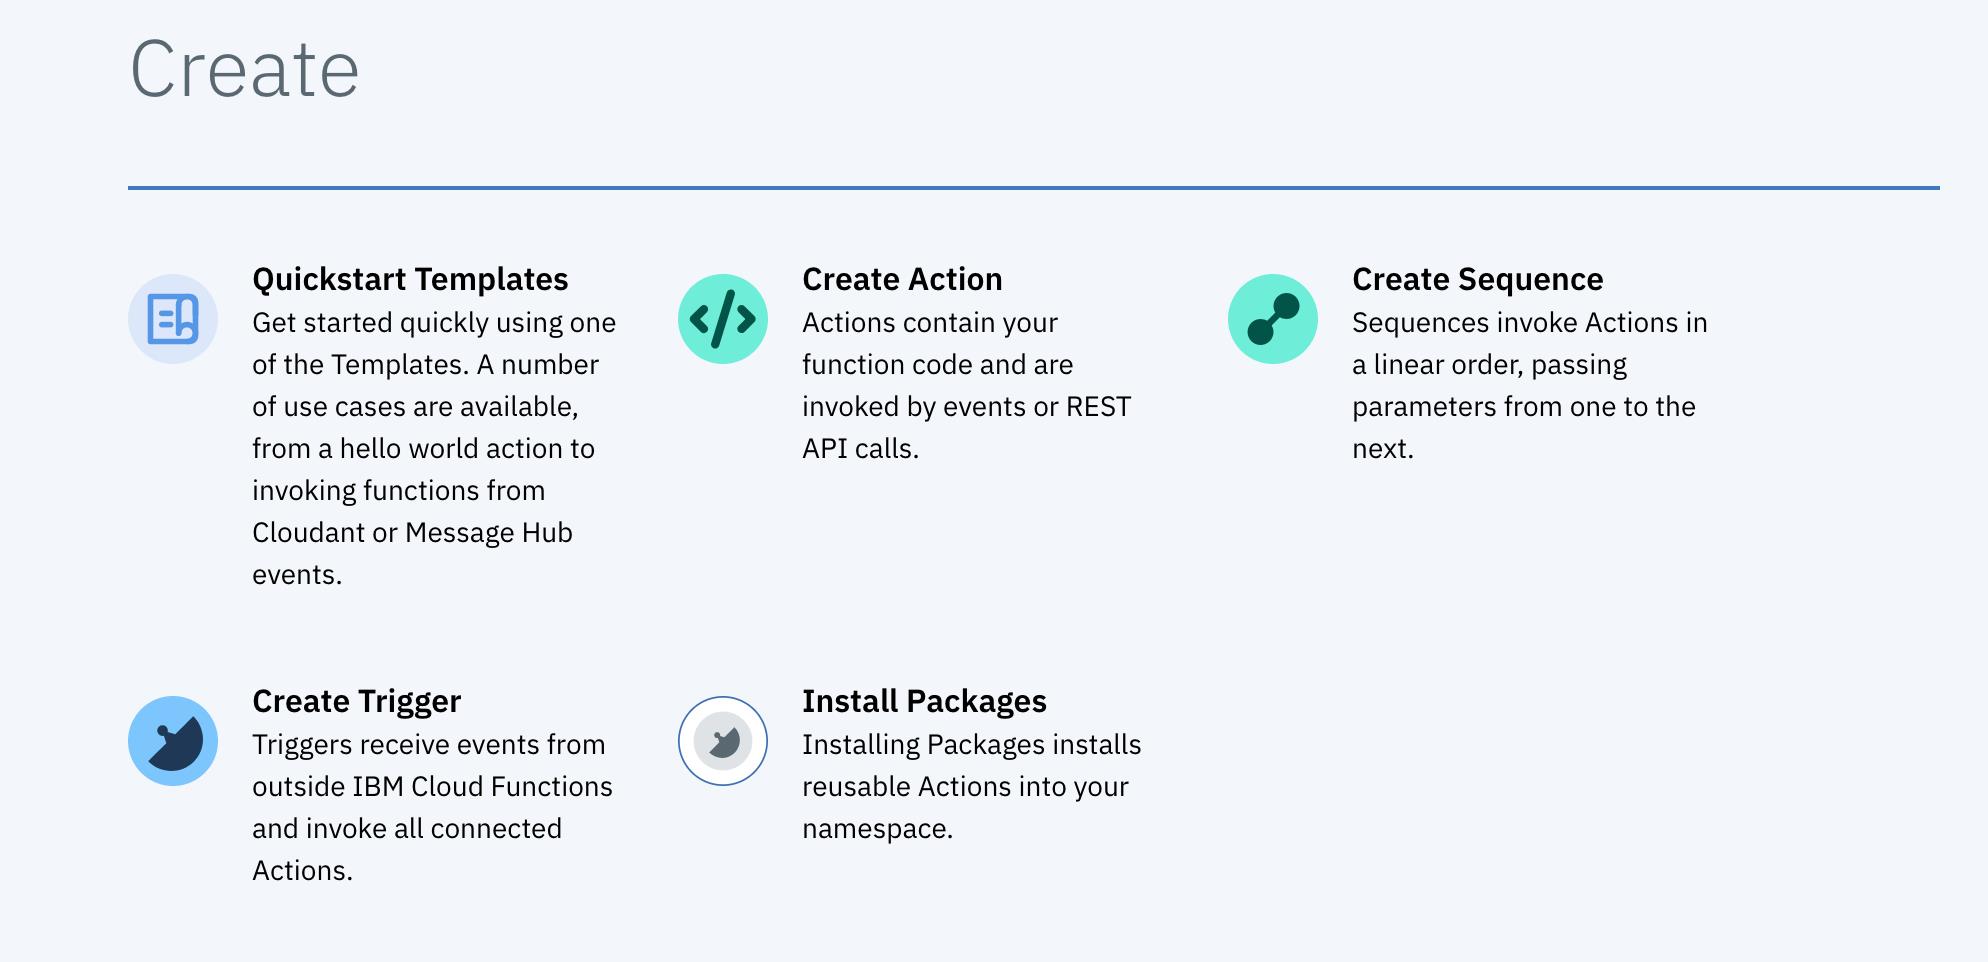 Create
Quickstart Templates
Get started quickly using one
of the Templates. A number
of use cases are available,
from a hello world action to
invoking functions from
Cloudant or Message Hub
events.
Create Action
Actions contain your
function code and are
invoked by events or REST
API calls.
Create Sequence
Sequences invoke Actions in
a linear order, passing
parameters from one to the
next.
Create Trigger
Triggers receive events from
outside IBM Cloud Functions
and invoke all connected
Actions.
Install Packages
Installing Packages installs
reusable Actions into your
namespace.